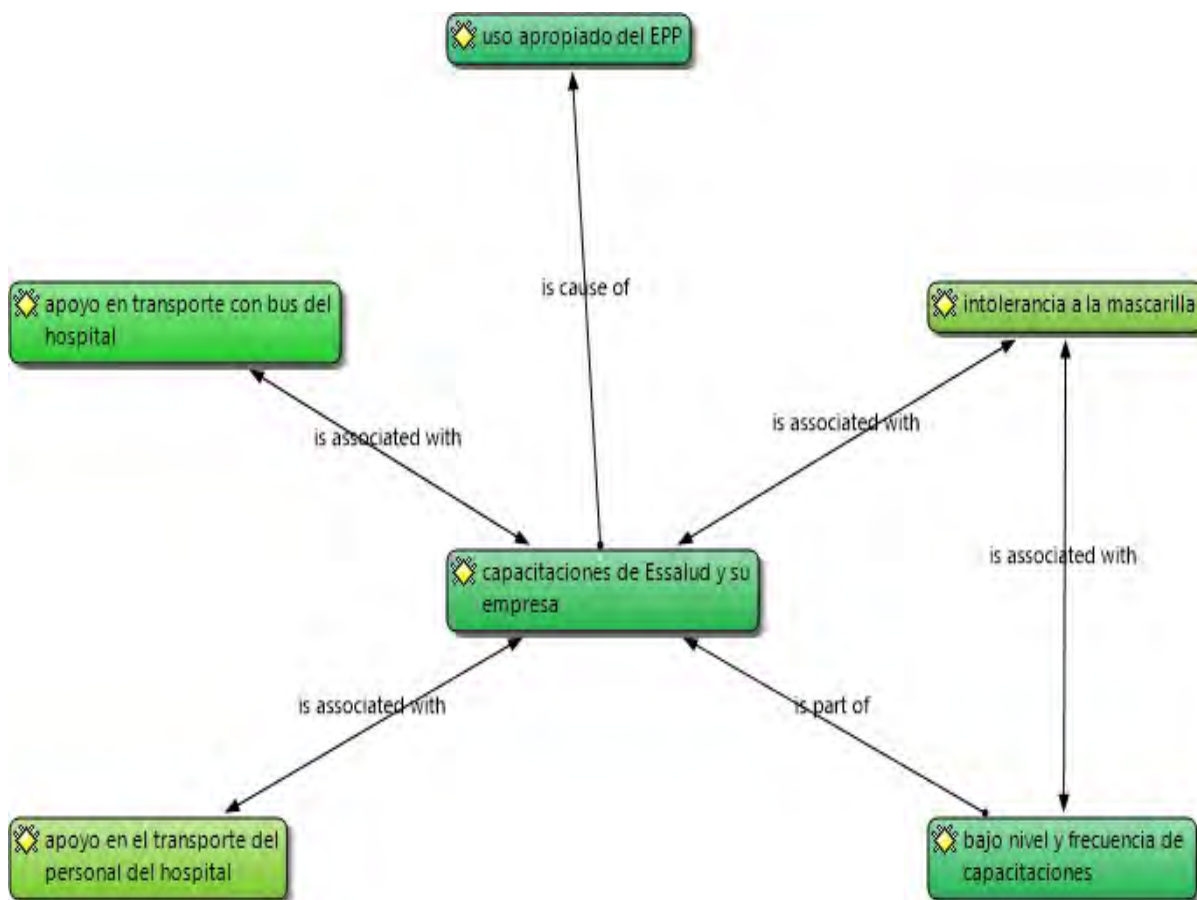 uso apropiado del EPP
is cause of
apoyo en transporte con bus del
hospital
intolerancia a la mascarilla
is associated with
is associated with
is associated with
capacitaciones de Essalud y su
empresa
is associated with
is part of
apoyo en el transporte del
personal del hospital
bajo nivel y frecuencia de
capacitaciones